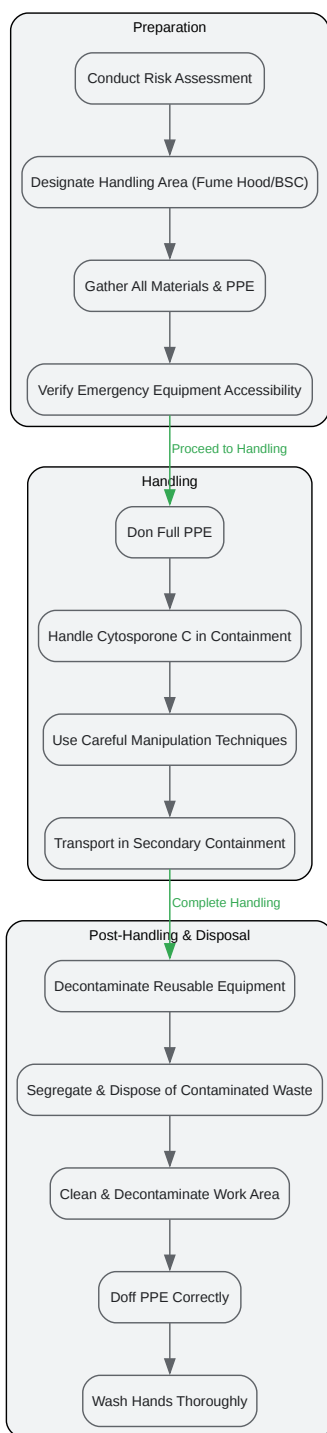 Preparation
Conduct Risk Assessment
Designate Handling Area (Fume Hood/BSC)
Gather All Materials & PPE
Verify Emergency Equipment Accessibility
Proceed to Handling
Handling
Don Full PPE
Handle Cytosporone C in Containment
Use Careful Manipulation Techniques
Transport in Secondary Containment
Complete Handling
Post-Handling & Disposal
Decontaminate Reusable Equipment
Segregate & Dispose of Contaminated Waste
Clean & Decontaminate Work Area
Doff PPE Correctly
Wash Hands Thoroughly